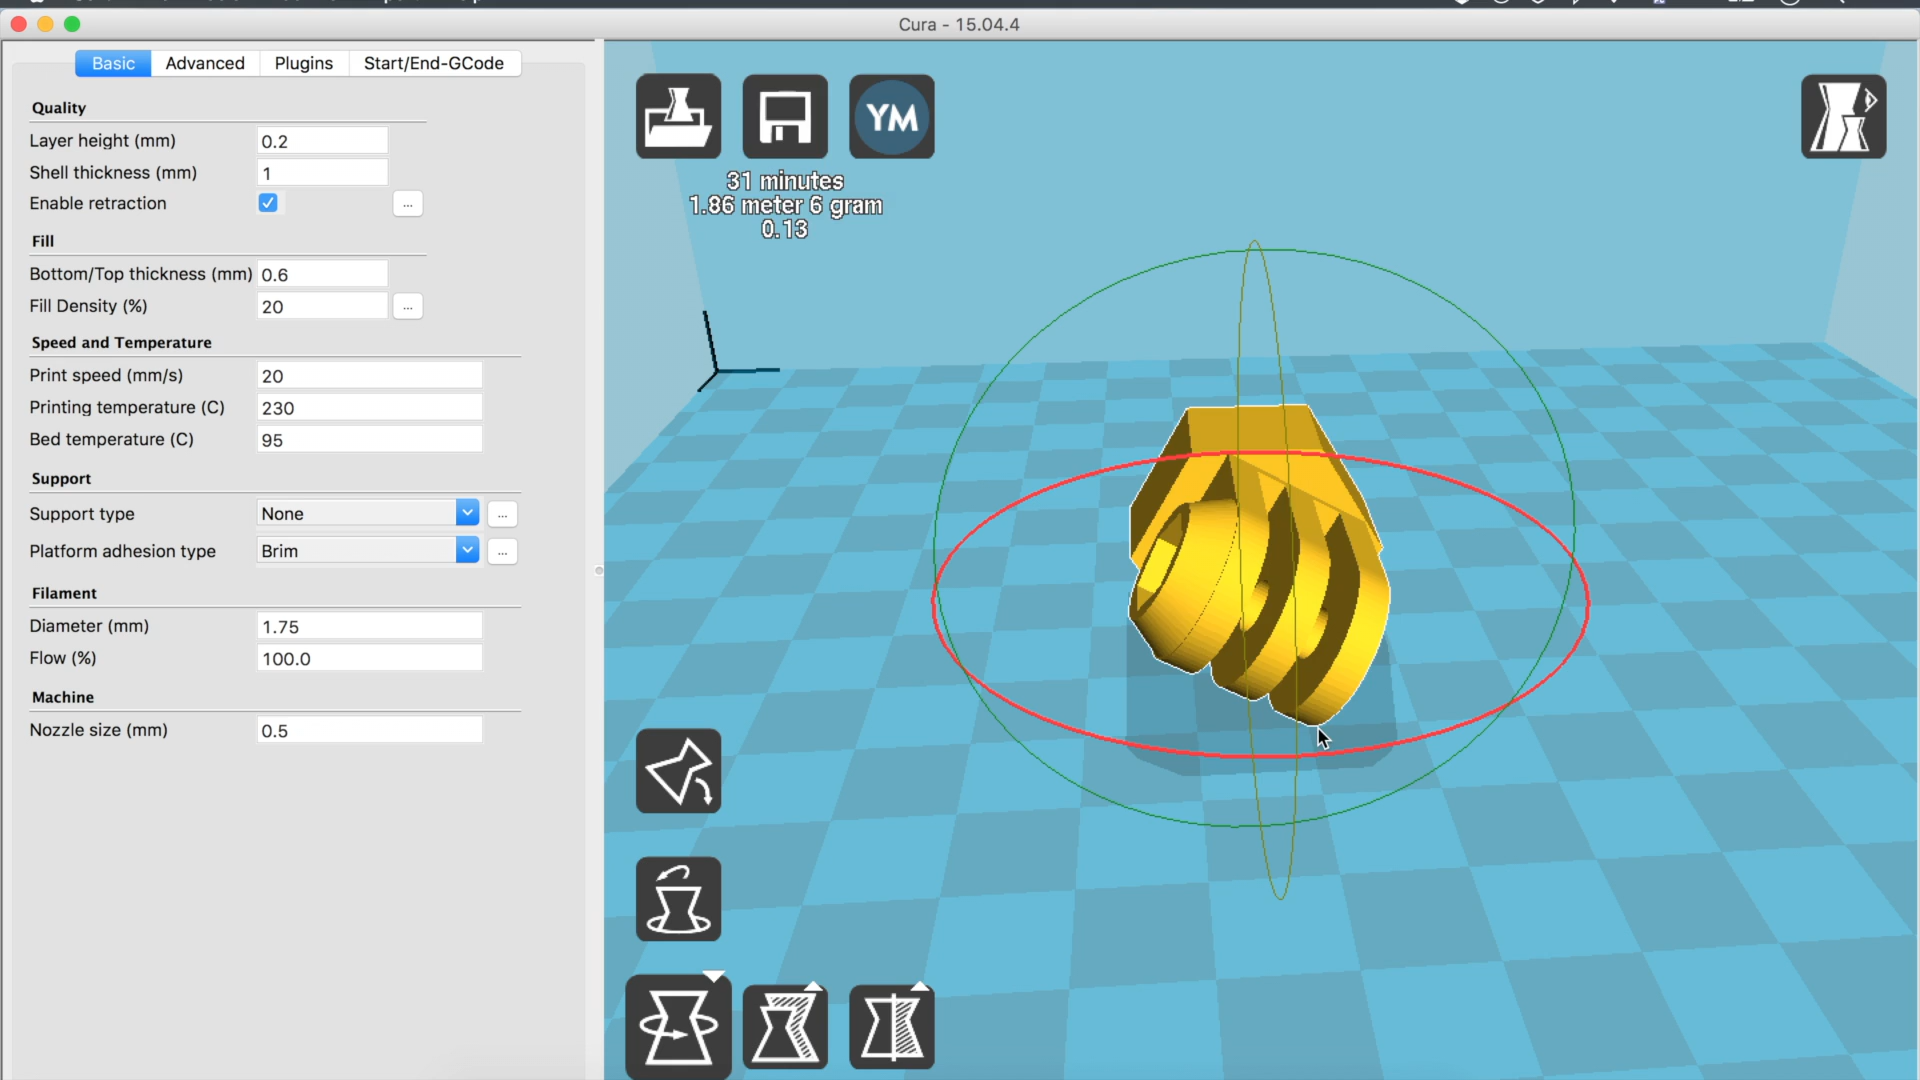 Cura - 15.04.4
Basic
Advanced
Plugins
Start/End-GCode
Quality
Layer height (mm)
0.2
Shell thickness (mm)
1
Enable retraction
...
Fill
Bottom/Top thickness (mm)
0.6
Fill Density (%)
20
...
Speed and Temperature
Print speed (mm/s)
20
Printing temperature (C)
230
Bed temperature (C)
95
Support
Support type
None
...
Platform adhesion type
Brim
...
Filament
Diameter (mm)
1.75
Flow (%)
100.0
Machine
Nozzle size (mm)
0.5
YM
31 minutes
1.86 meter 6 gram
0.13